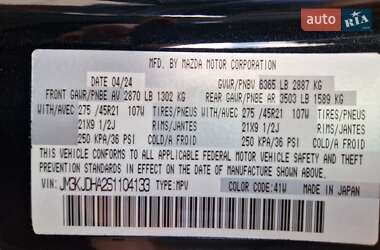 auto RIA
MFD. BY MAZDA MOTOR CORPORATION
DATE 04/24 GVWR/PNBV 6365 LB 2887 KG
FRONT GAWR/PNBE AV 2870 LB 1302 KG REAR GAWR/PNBE AR 3503 LB 1589 KG
WITH/AVEC 275 /45R21 107W TIRES/PNEUS WITH/AVEC 275 /45R21 107W TIRES/PNEUS
21X9 1/2J RIMS/JANTES 21X9 1/2J RIMS/JANTES
250 KPA/36 PSI COLD/A FROID 250 KPA/36 PSI COLD/A FROID
THIS VEHICLE CONFORMS TO ALL APPLICABLE FEDERAL MOTOR VEHICLE SAFETY, BUMPER, AND THEFT
PREVENTION STANDARDS IN EFFECT ON THE DATE OF MANUFACTURE SHOWN ABOVE.
VIN: JM3KJDHA2S1104133 TYPE: MPV COLOR CODE: 41W MADE IN JAPAN